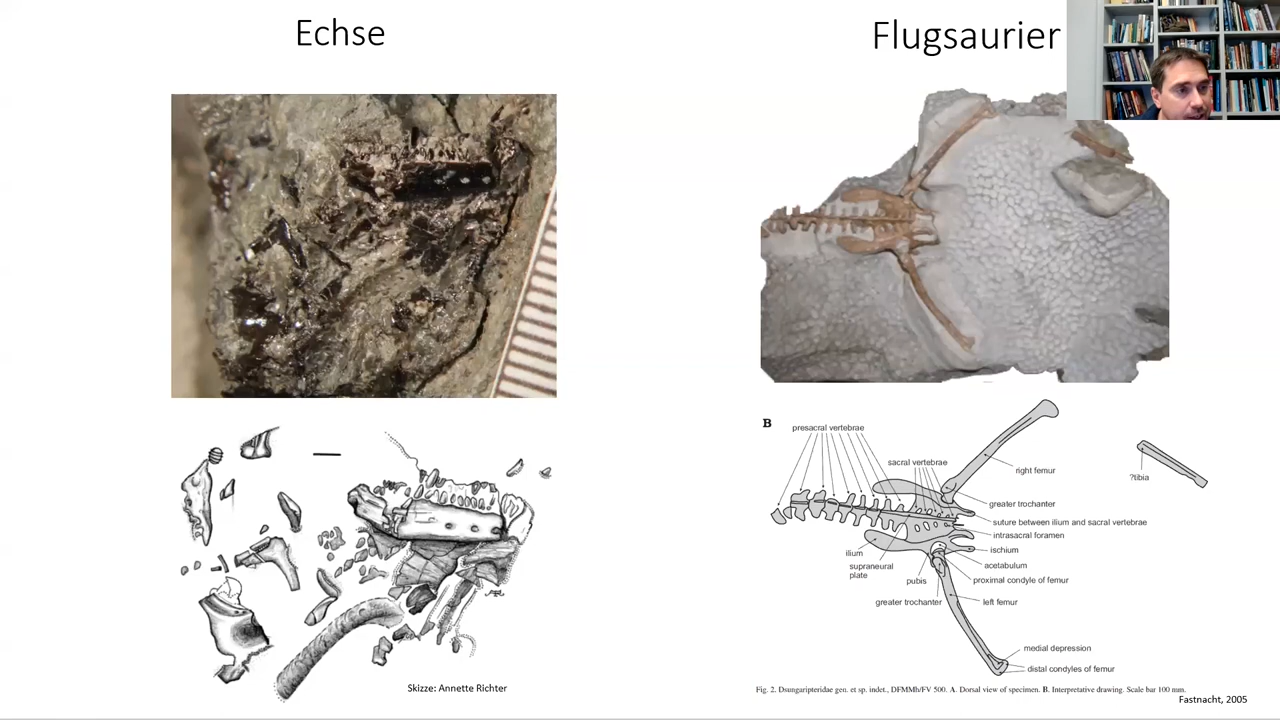 Echse
Flugsaurier
B
presacral vertebrae
sacral vertebrae
right femur
?tibia
greater trochanter
suture between ilium and sacral vertebrae
intrasacral foramen
ilium
ischium
supraneural
plate
acetabulum
pubis
proximal condyle of femur
greater trochanter
left femur
medial depression
distal condyles of femur
Skizze: Annette Richter
Fig. 2. Dsungaripteridae gen. et sp. indet., DFMMh/FV 500. A. Dorsal view of specimen. B. Interpretative drawing. Scale bar 100 mm.
Fastnacht, 2005